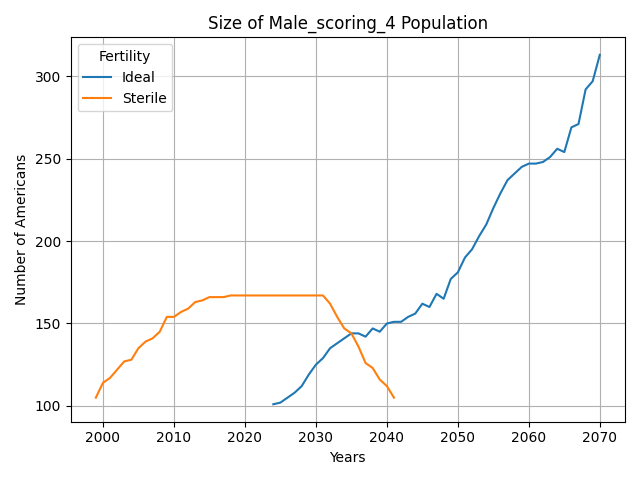 Size of Male_scoring_4 Population
Fertility
Ideal
Sterile
Number of Americans
300
250
200
150
100
2000 2010 2020 2030 2040 2050 2060 2070
Years